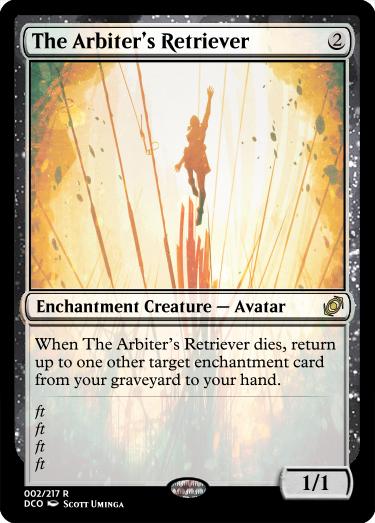 The Arbiter's Retriever 2
Enchantment Creature — Avatar
When The Arbiter's Retriever dies, return
up to one other target enchantment card
from your graveyard to your hand.
ft
ft
ft
ft
1/1
002/217 R
DCO Scott Uminga